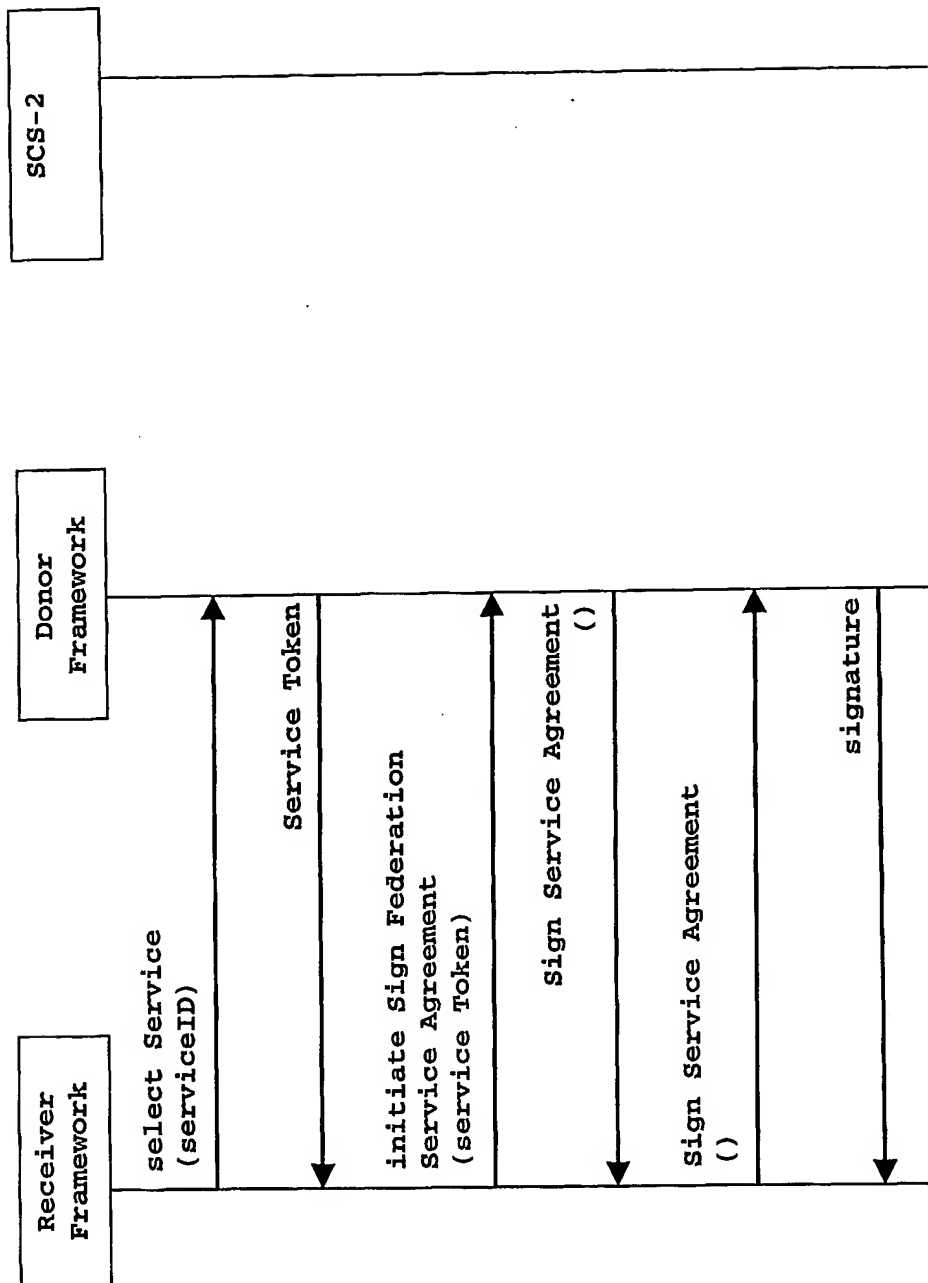 Receiver
Framework
Donor
Framework
SCS-2
select Service
(serviceID)
Service Token
initiate Sign Federation
Service Agreement
(service Token)
Sign Service Agreement
()
Sign Service Agreement
()
signature